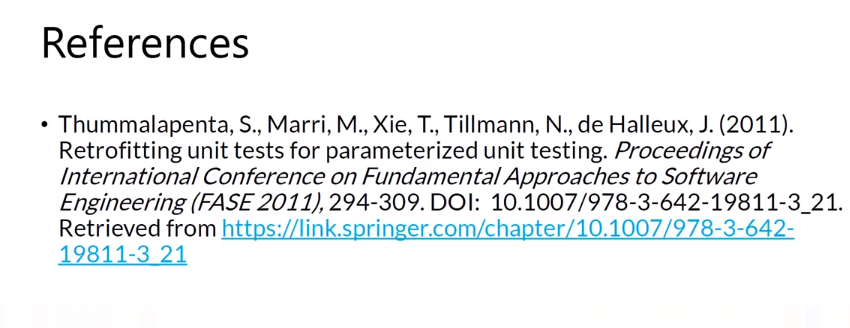 References
• Thummalapenta, S., Marri, M., Xie, T., Tillmann, N., de Halleux, J. (2011).
Retrofitting unit tests for parameterized unit testing. Proceedings of
International Conference on Fundamental Approaches to Software
Engineering (FASE 2011), 294-309. DOI: 10.1007/978-3-642-19811-3_21.
Retrieved from https://link.springer.com/chapter/10.1007/978-3-642-
19811-3_21